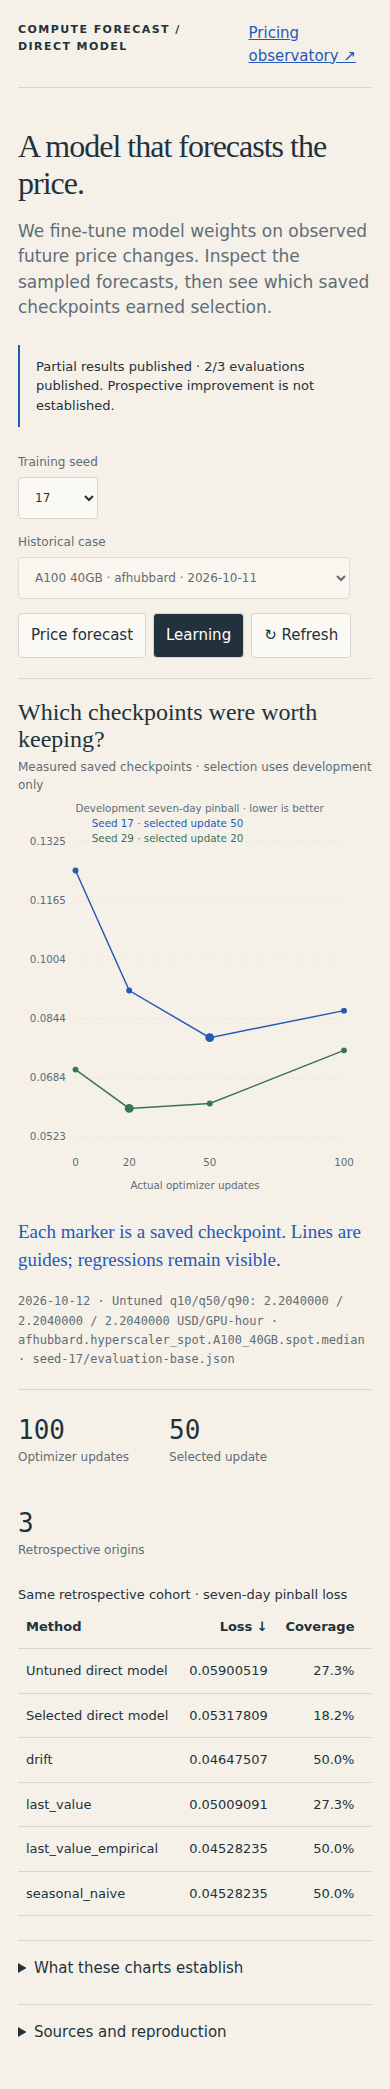 COMPUTE FORECAST /
DIRECT MODEL
Pricing
observatory ↗
A model that forecasts the
price.
We fine-tune model weights on observed
future price changes. Inspect the
sampled forecasts, then see which saved
checkpoints earned selection.
Partial results published · 2/3 evaluations
published. Prospective improvement is not
established.
Training seed
17
Historical case
A100 40GB · afhubbard · 2026-10-11
Price forecast
Learning
↻ Refresh
Which checkpoints were worth
keeping?
Measured saved checkpoints · selection uses development
only
Development seven-day pinball · lower is better
Seed 17 · selected update 50
Seed 29 · selected update 20
0.1325
0.1165
0.1004
0.0844
0.0684
0.0523
0 20 50 100
Actual optimizer updates
Each marker is a saved checkpoint. Lines are
guides; regressions remain visible.
2026-10-12 · Untuned q10/q50/q90: 2.2040000 /
2.2040000 / 2.2040000 USD/GPU-hour ·
afhubbard.hyperscaler_spot.A100_40GB.spot.median
· seed-17/evaluation-base.json
100 50
Optimizer updates Selected update
3
Retrospective origins
Same retrospective cohort · seven-day pinball loss
Method Loss ↓ Coverage
Untuned direct model 0.05900519 27.3%
Selected direct model 0.05317809 18.2%
drift 0.04647507 50.0%
last_value 0.05009091 27.3%
last_value_empirical 0.04528235 50.0%
seasonal_naive 0.04528235 50.0%
▶ What these charts establish
▶ Sources and reproduction